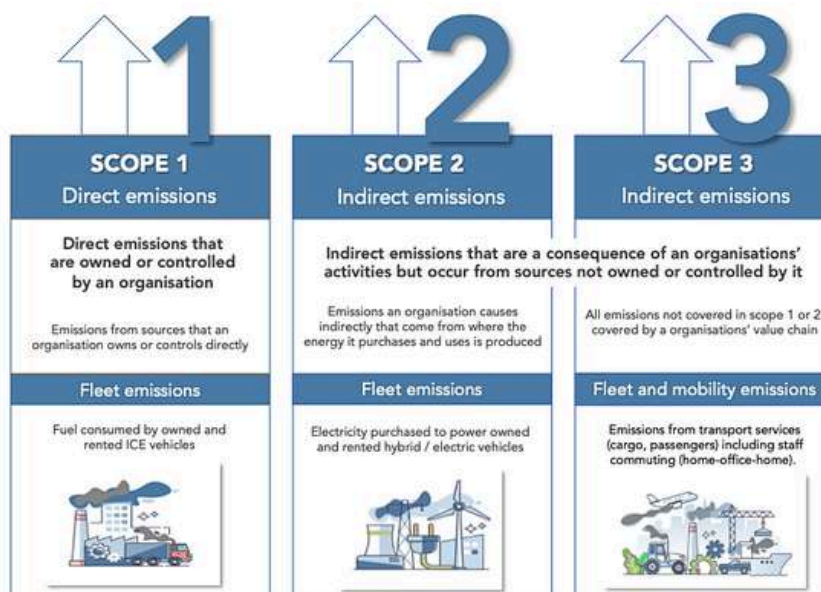 1
2
3
SCOPE 1
Direct emissions
SCOPE 2
Indirect emissions
SCOPE 3
Indirect emissions
Direct emissions that
are owned or controlled
by an organisation
Indirect emissions that are a consequence of an organisations'
activities but occur from sources not owned or controlled by it
Emissions from sources that an
organisation owns or controls directly
Emissions an organisation causes
indirectly that come from where the
energy it purchases and uses is produced
All emissions not covered in scope 1 or 2
covered by a organisations' value chain
Fleet emissions
Fleet emissions
Fleet and mobility emissions
Fuel consumed by owned and
rented ICE vehicles
Electricity purchased to power owned
and rented hybrid / electric vehicles
Emissions from transport services
(cargo, passengers) including staff
commuting (home-office-home).